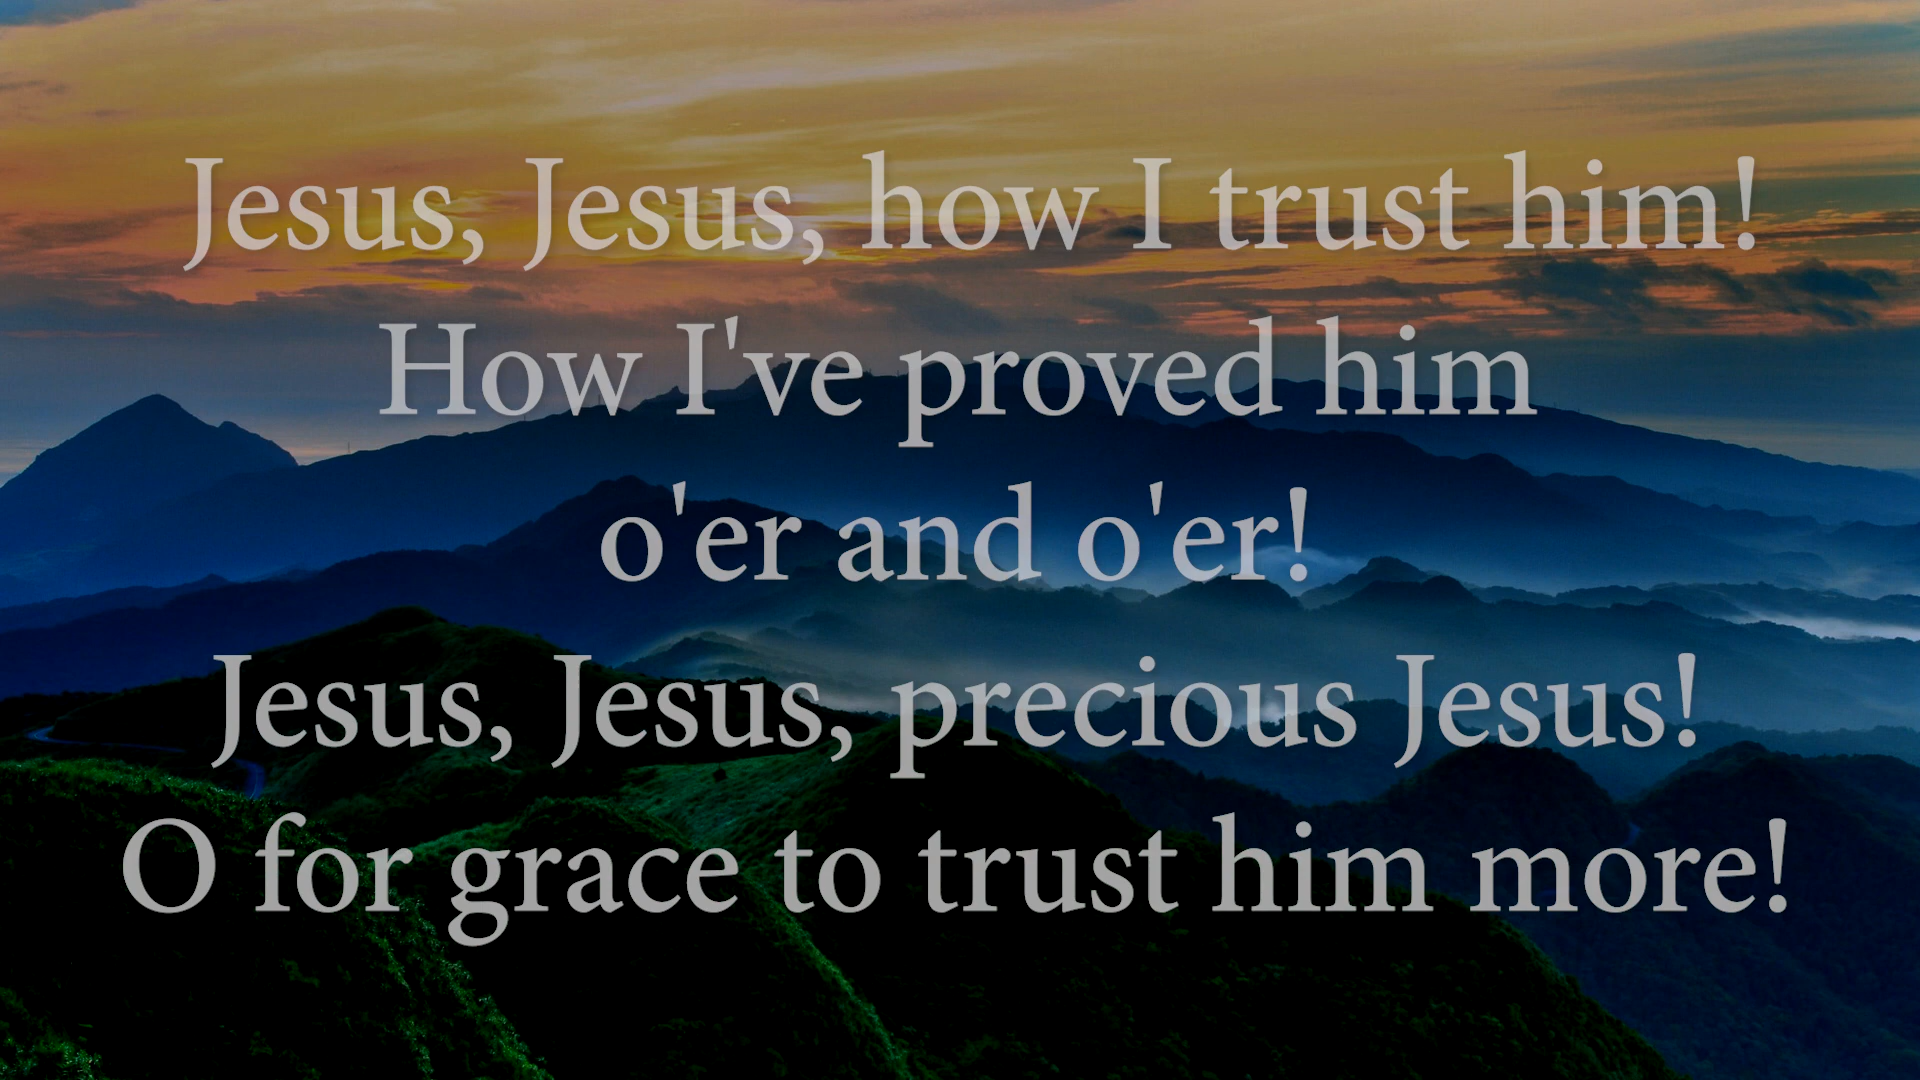 Jesus, Jesus, how I trust him!
How I've proved him
o'er and o'er!
Jesus, Jesus, precious Jesus!
O for grace to trust him more!